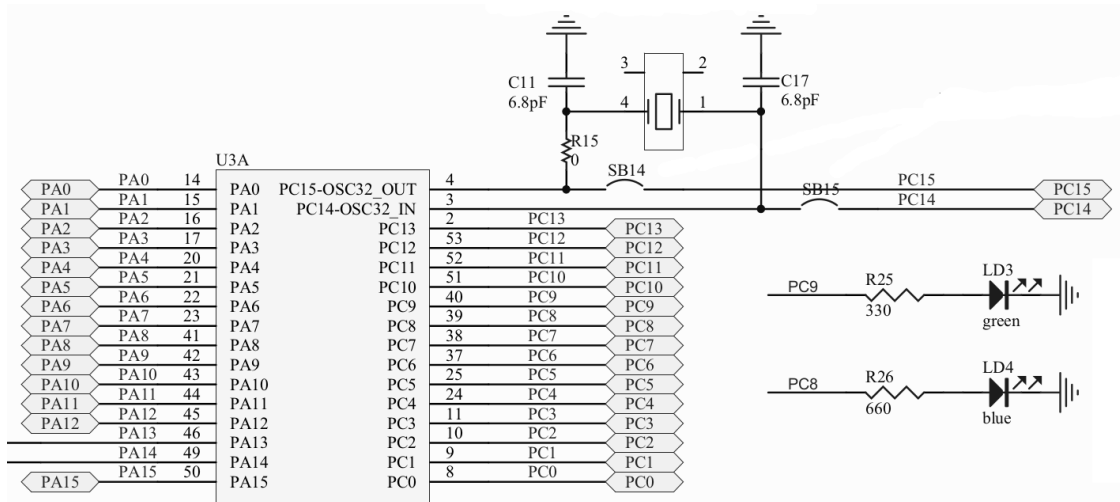 3 2
C11 C17
6.8pF 4 1 6.8pF
R15
0
U3A SB14
PA0 PA0 14 PA0 PC15-OSC32_OUT 4 PC15 PC15
SB15
PA1 PA1 15 PA1 PC14-OSC32_IN 3 PC14 PC14
PA2 PA2 16 PA2 PC13 2 PC13 PC13
PA3 PA3 17 PA3 PC12 53 PC12 PC12
PA4 PA4 20 PA4 PC11 52 PC11 PC11
PA5 PA5 21 PA5 PC10 51 PC10 PC10
PA6 PA6 22 PA6 PC9 40 PC9 PC9
PA7 PA7 23 PA7 PC8 39 PC8 PC8
PA8 PA8 41 PA8 PC7 38 PC7 PC7
PA9 PA9 42 PA9 PC6 37 PC6 PC6
PA10 PA10 43 PA10 PC5 25 PC5 PC5
PA11 PA11 44 PA11 PC4 24 PC4 PC4
PA12 PA12 45 PA12 PC3 11 PC3 PC3
PA13 46 PA13 PC2 10 PC2 PC2
PA14 49 PA14 PC1 9 PC1 PC1
PA15 PA15 50 PA15 PC0 8 PC0 PC0
PC9 R25 LD3
330 green
PC8 R26 LD4
660 blue